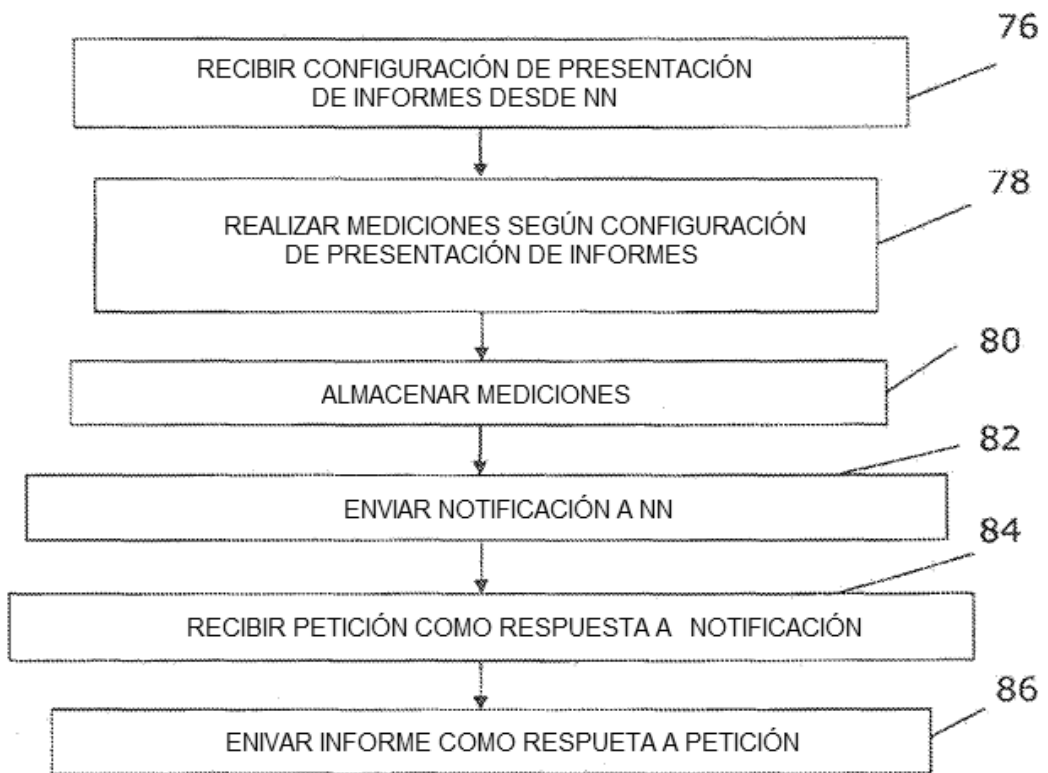 76
RECIBIR CONFIGURACIÓN DE PRESENTACIÓN
DE INFORMES DESDE NN
78
REALIZAR MEDICIONES SEGÚN CONFIGURACIÓN
DE PRESENTACIÓN DE INFORMES
80
ALMACENAR MEDICIONES
82
ENVIAR NOTIFICACIÓN A NN
84
RECIBIR PETICIÓN COMO RESPUESTA A NOTIFICACIÓN
86
ENIVAR INFORME COMO RESPUETA A PETICIÓN